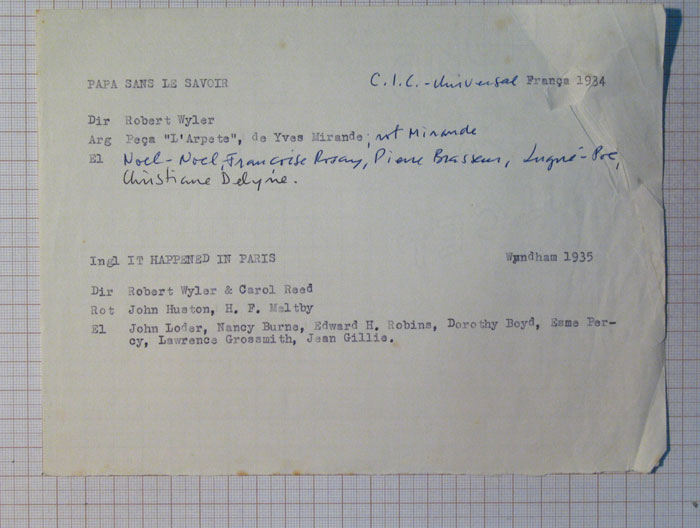 PAPA SANS LE SAVOIR C.I.C.-Universal França 1934
Dir Robert Wyler
Arg Peça "L'Arpete", de Yves Mirande; rot Mirande
El Noel-Noel, Francoise Rosay, Pierre Brasseur, Lugné-Poe,
Christiane Delyne.
Ingl IT HAPPENED IN PARIS Wyndham 1935
Dir Robert Wyler & Carol Reed
Rot John Huston, H. F. Maltby
El John Loder, Nancy Burne, Edward H. Robins, Dorothy Boyd, Esme Per-
cy, Lawrence Grossmith, Jean Gillie.